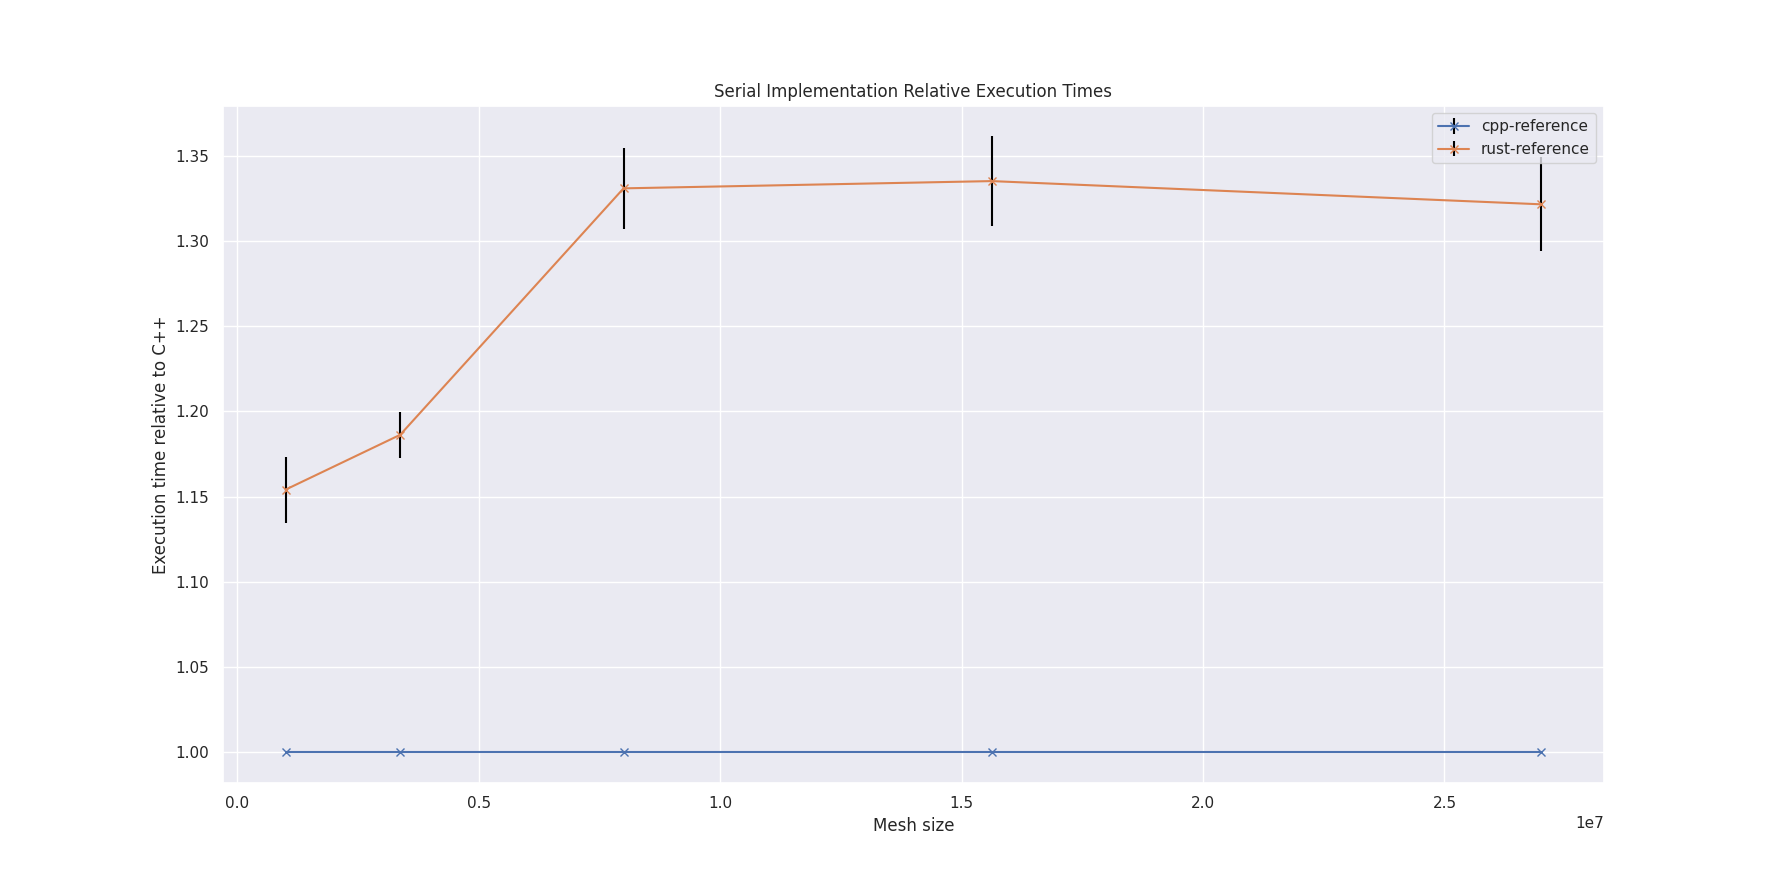 Serial Implementation Relative Execution Times
cpp-reference
rust-reference
1.35
1.30
1.25
1.20
1.15
1.10
1.05
1.00
Execution time relative to C++
0.0 0.5 1.0 1.5 2.0 2.5
1e7
Mesh size